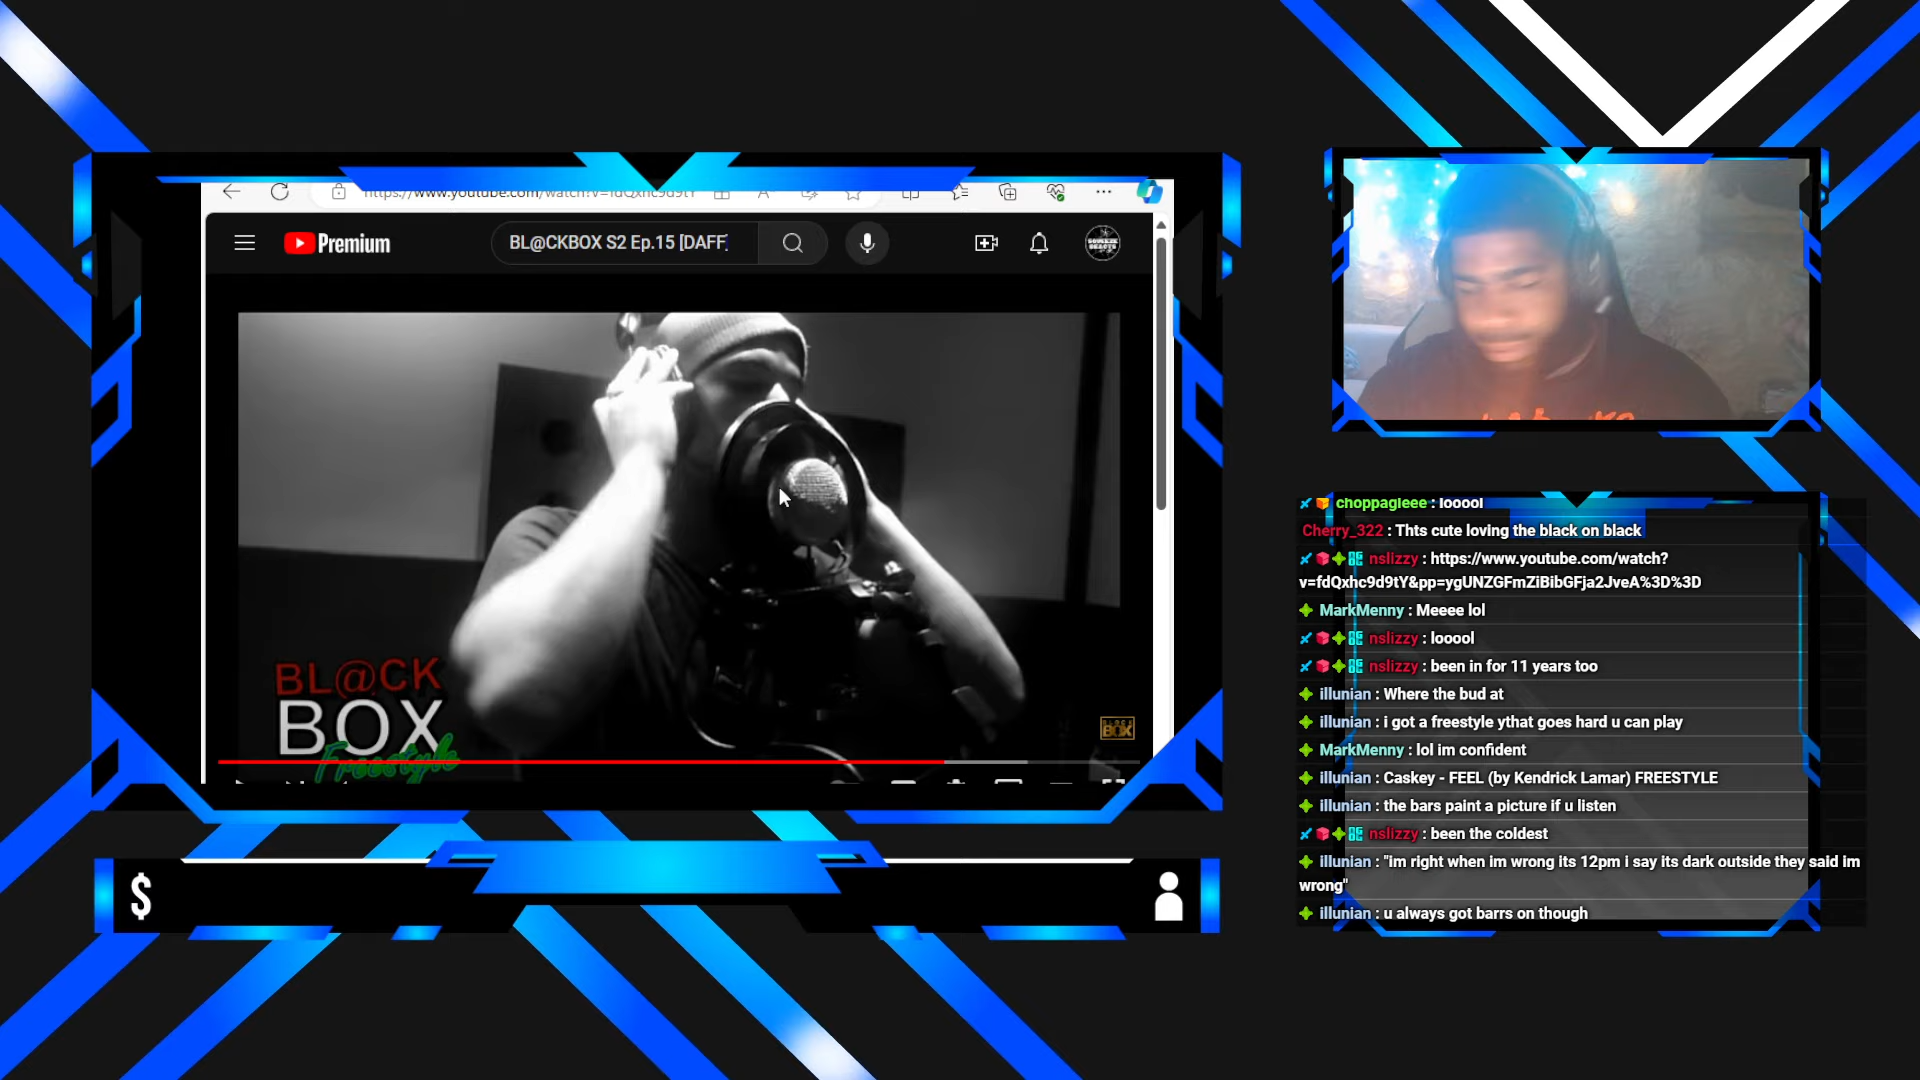 https://www.youtube.com/watch?v=fdQxhc9d9tY
Premium
BL@CKBOX S2 Ep.15 [DAFF
BL@CK
BOX
Freestyle
BOX
$
choppagleee : looool
Cherry_322 : Thts cute loving the black on black
nslizzy : https://www.youtube.com/watch?
v=fdQxhc9d9tY&pp=ygUNZGFmZiBibGFja2JveA%3D%3D
MarkMenny : Meeee lol
nslizzy : looool
nslizzy : been in for 11 years too
illunian : Where the bud at
illunian : i got a freestyle ythat goes hard u can play
MarkMenny : lol im confident
illunian : Caskey - FEEL (by Kendrick Lamar) FREESTYLE
illunian : the bars paint a picture if u listen
nslizzy : been the coldest
illunian : "im right when im wrong its 12pm i say its dark outside they said im
wrong"
illunian : u always got barrs on though